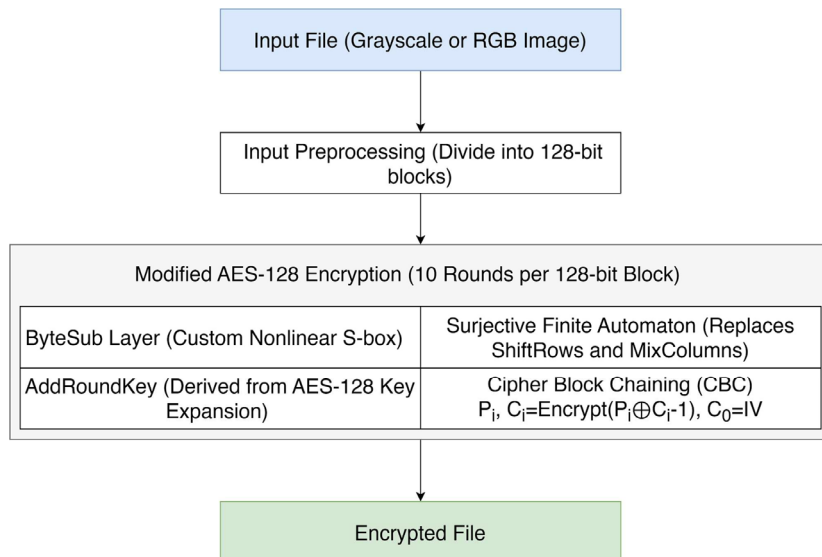 Input File (Grayscale or RGB Image)
Input Preprocessing (Divide into 128-bit
blocks)
Modified AES-128 Encryption (10 Rounds per 128-bit Block)
ByteSub Layer (Custom Nonlinear S-box)
Surjective Finite Automaton (Replaces
ShiftRows and MixColumns)
AddRoundKey (Derived from AES-128 Key
Expansion)
Cipher Block Chaining (CBC)
Pᵢ, Cᵢ=Encrypt(Pᵢ⊕Cᵢ-1), C₀=IV
Encrypted File